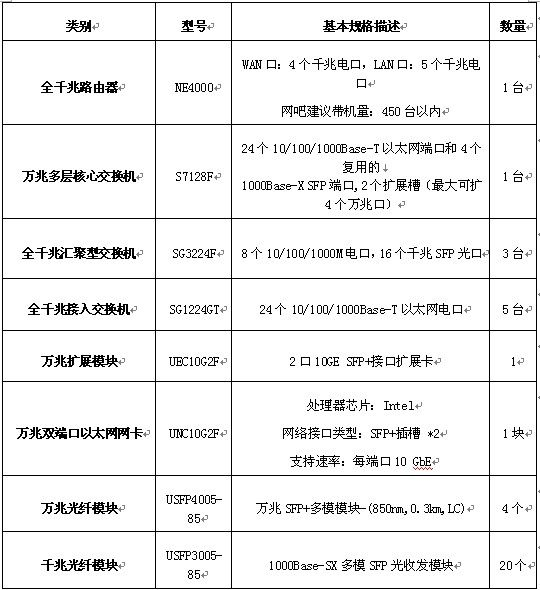 类别 型号 基本规格描述 数量
全千兆路由器 NE4000 WAN 口：4 个千兆电口，LAN 口：5 个千兆电
口
网吧建议带机量：450 台以内 1 台
万兆多层核心交换机 S7128F 24 个 10/100/1000Base-T 以太网端口和 4 个
复用的
1000Base-X SFP 端口，2 个扩展槽（最大可扩
4 个万兆口） 1 台
全千兆汇聚型交换机 SG3224F 8 个 10/100/1000M 电口，16 个千兆 SFP 光口 3 台
全千兆接入交换机 SG1224GT 24 个 10/100/1000Base-T 以太网电口 5 台
万兆扩展模块 UEC10G2F 2 口 10GE SFP+接口扩展卡 1
万兆双端口以太网网卡 UNC10G2F 处理器芯片：Intel
网络接口类型：SFP+插槽 *2
支持速率：每端口 10 GbE 1 块
万兆光纤模块 USFP4005-
85 万兆 SFP+多模模块-(850nm,0.3km,LC) 4 个
千兆光纤模块 USFP3005-
85 1000Base-SX 多模 SFP 光收发模块 20 个